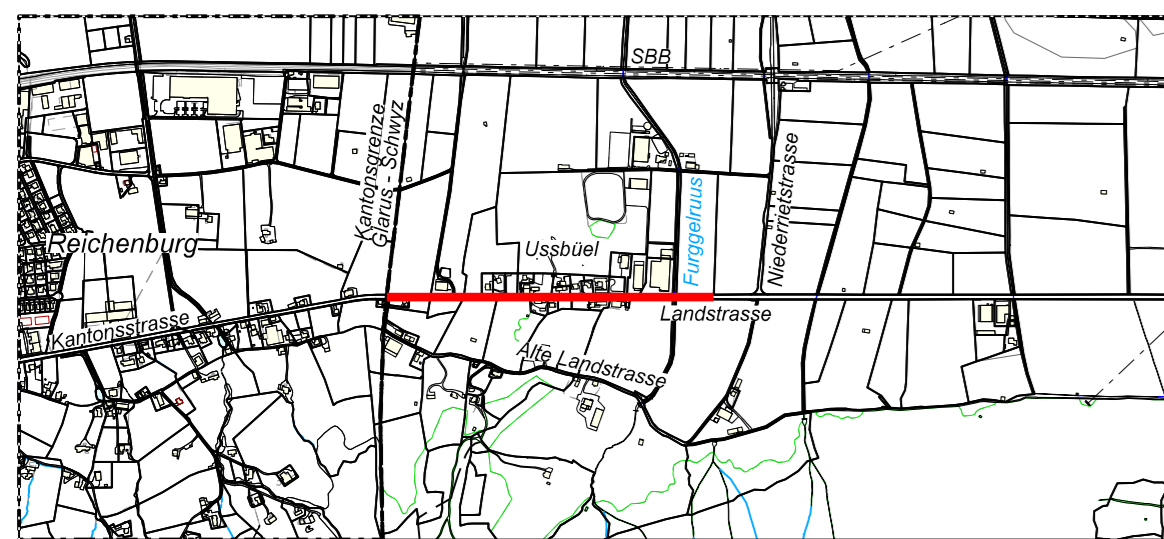 SBB
Kantonsgrenze
Glarus - Schwyz
Furggelruus
Niederrietstrasse
Reichenburg
Ussbüel
Kantonsstrasse
Landstrasse
Alte Landstrasse